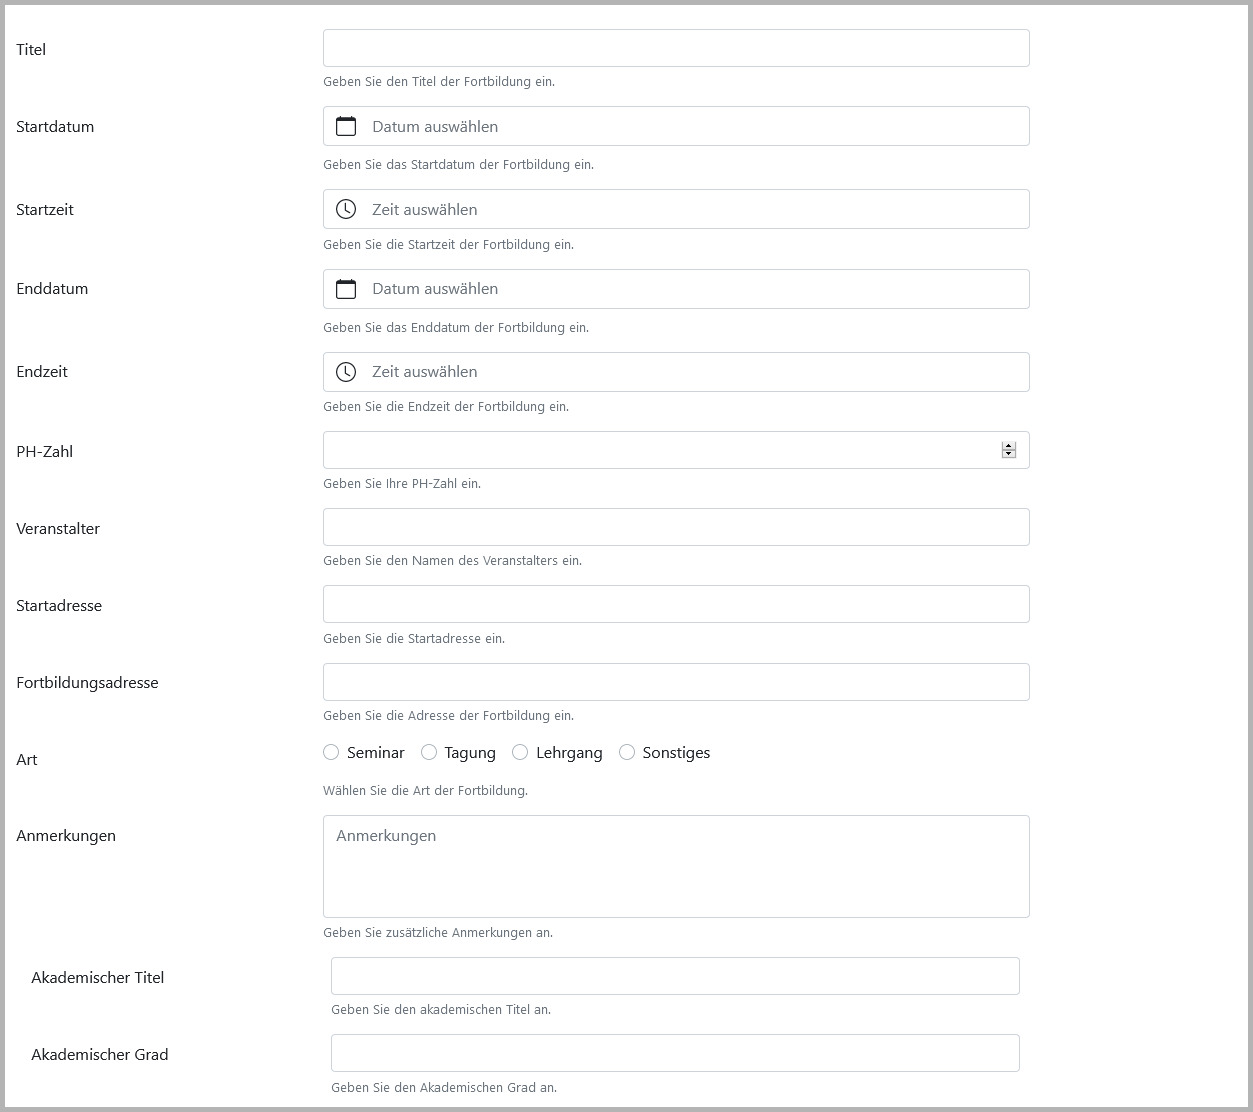 Titel
Geben Sie den Titel der Fortbildung ein.
Startdatum
Datum auswählen
Geben Sie das Startdatum der Fortbildung ein.
Startzeit
Zeit auswählen
Geben Sie die Startzeit der Fortbildung ein.
Enddatum
Datum auswählen
Geben Sie das Enddatum der Fortbildung ein.
Endzeit
Zeit auswählen
Geben Sie die Endzeit der Fortbildung ein.
PH-Zahl
Geben Sie Ihre PH-Zahl ein.
Veranstalter
Geben Sie den Namen des Veranstalters ein.
Startadresse
Geben Sie die Startadresse ein.
Fortbildungsadresse
Geben Sie die Adresse der Fortbildung ein.
Art
Seminar Tagung Lehrgang Sonstiges
Wählen Sie die Art der Fortbildung.
Anmerkungen
Anmerkungen
Geben Sie zusätzliche Anmerkungen an.
Akademischer Titel
Geben Sie den akademischen Titel an.
Akademischer Grad
Geben Sie den Akademischen Grad an.